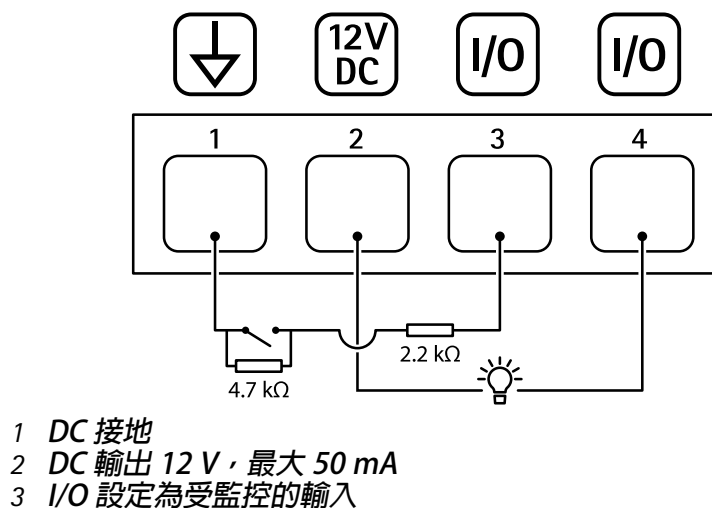 12V DC I/O I/O
1 2 3 4
2.2 kΩ
4.7 kΩ
1 DC 接地
2 DC 輸出 12 V，最大 50 mA
3 I/O 設定為受監控的輸入